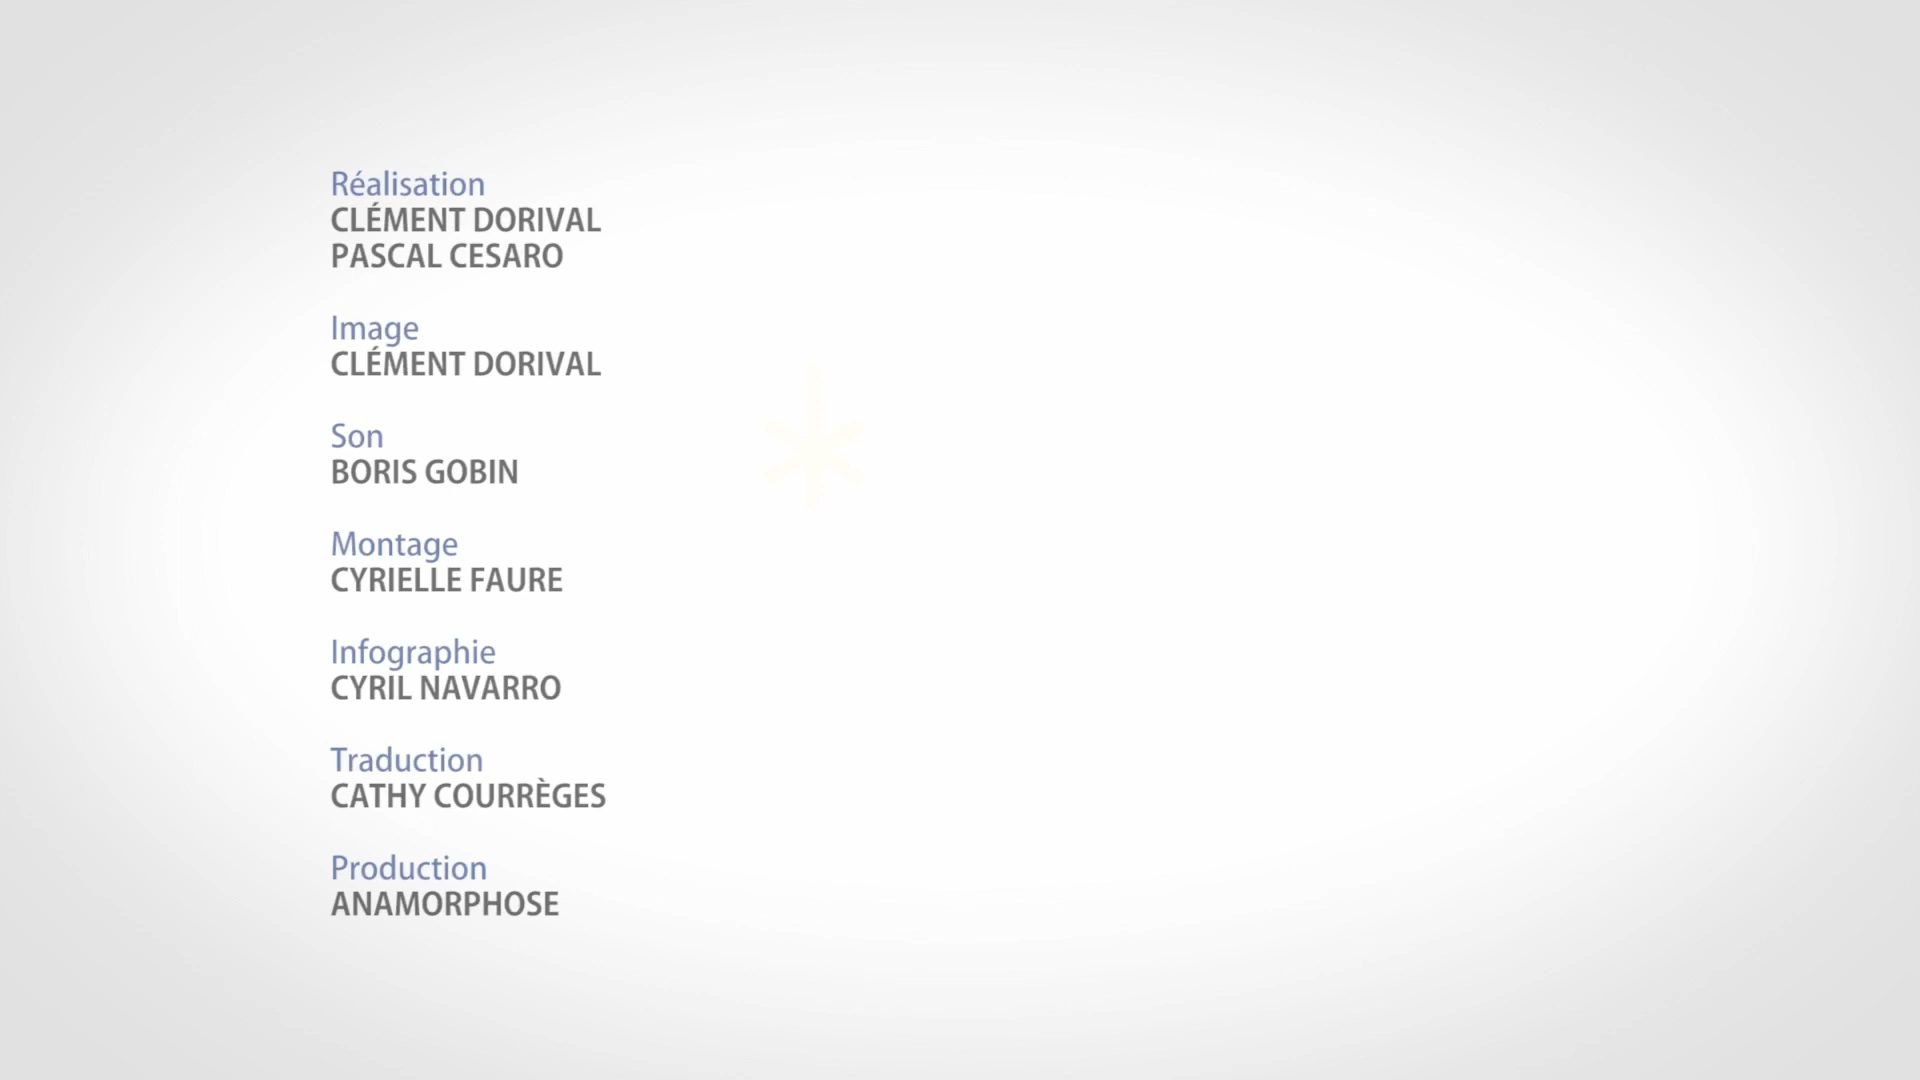 Réalisation
CLÉMENT DORIVAL
PASCAL CESARO
Image
CLÉMENT DORIVAL
Son
BORIS GOBIN
Montage
CYRIELLE FAURE
Infographie
CYRIL NAVARRO
Traduction
CATHY COURRÈGES
Production
ANAMORPHOSE